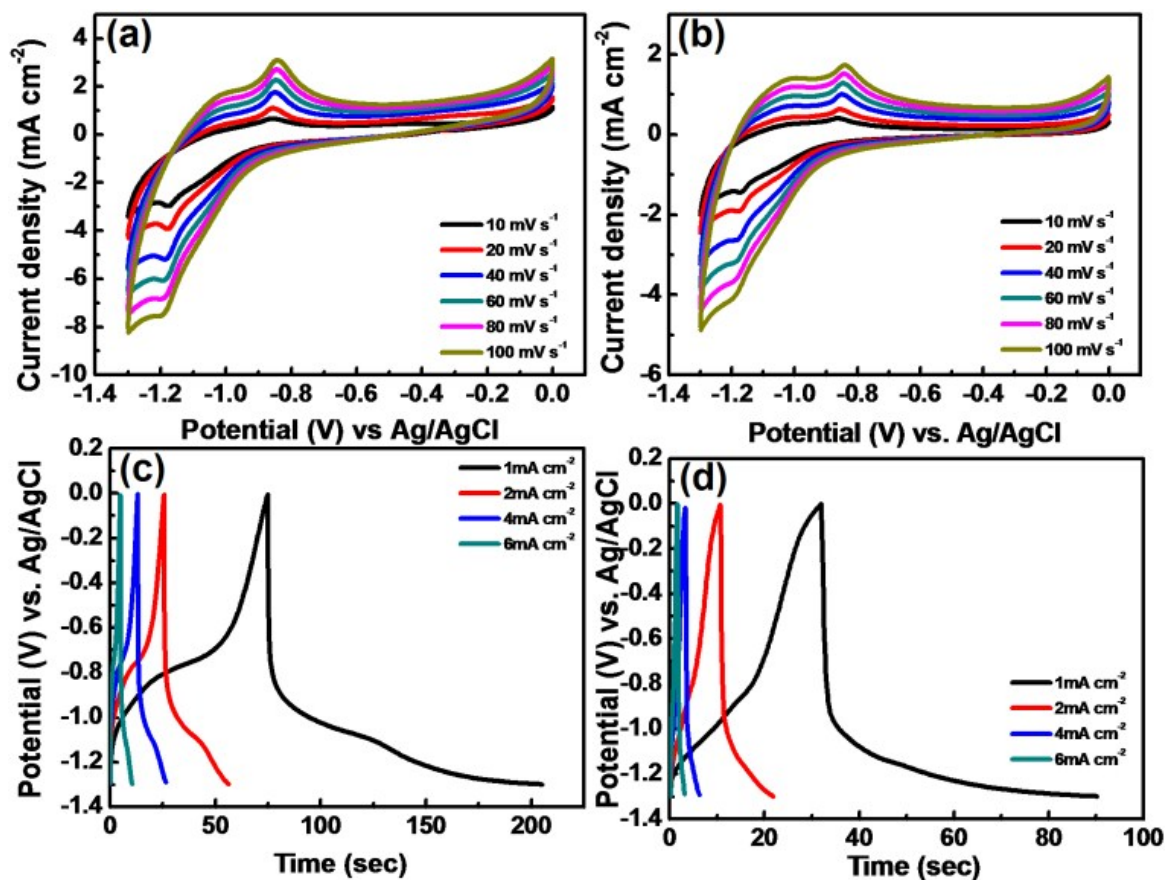 (a)
Current density (mA cm⁻²)
4
2
0
-2
-4
-6
-8
-10
10 mV s⁻¹
20 mV s⁻¹
40 mV s⁻¹
60 mV s⁻¹
80 mV s⁻¹
100 mV s⁻¹
-1.4 -1.2 -1.0 -0.8 -0.6 -0.4 -0.2 0.0
Potential (V) vs Ag/AgCl
(b)
Current density (mA cm⁻²)
2
0
-2
-4
-6
10 mV s⁻¹
20 mV s⁻¹
40 mV s⁻¹
60 mV s⁻¹
80 mV s⁻¹
100 mV s⁻¹
-1.4 -1.2 -1.0 -0.8 -0.6 -0.4 -0.2 0.0
Potential (V) vs. Ag/AgCl
(c)
Potential (V) vs. Ag/AgCl
0.2
0.0
-0.2
-0.4
-0.6
-0.8
-1.0
-1.2
-1.4
1mA cm⁻²
2mA cm⁻²
4mA cm⁻²
6mA cm⁻²
0 50 100 150 200
Time (sec)
(d)
Potential (V) vs. Ag/AgCl
0.2
0.0
-0.2
-0.4
-0.6
-0.8
-1.0
-1.2
-1.4
1mA cm⁻²
2mA cm⁻²
4mA cm⁻²
6mA cm⁻²
0 20 40 60 80 100
Time (sec)